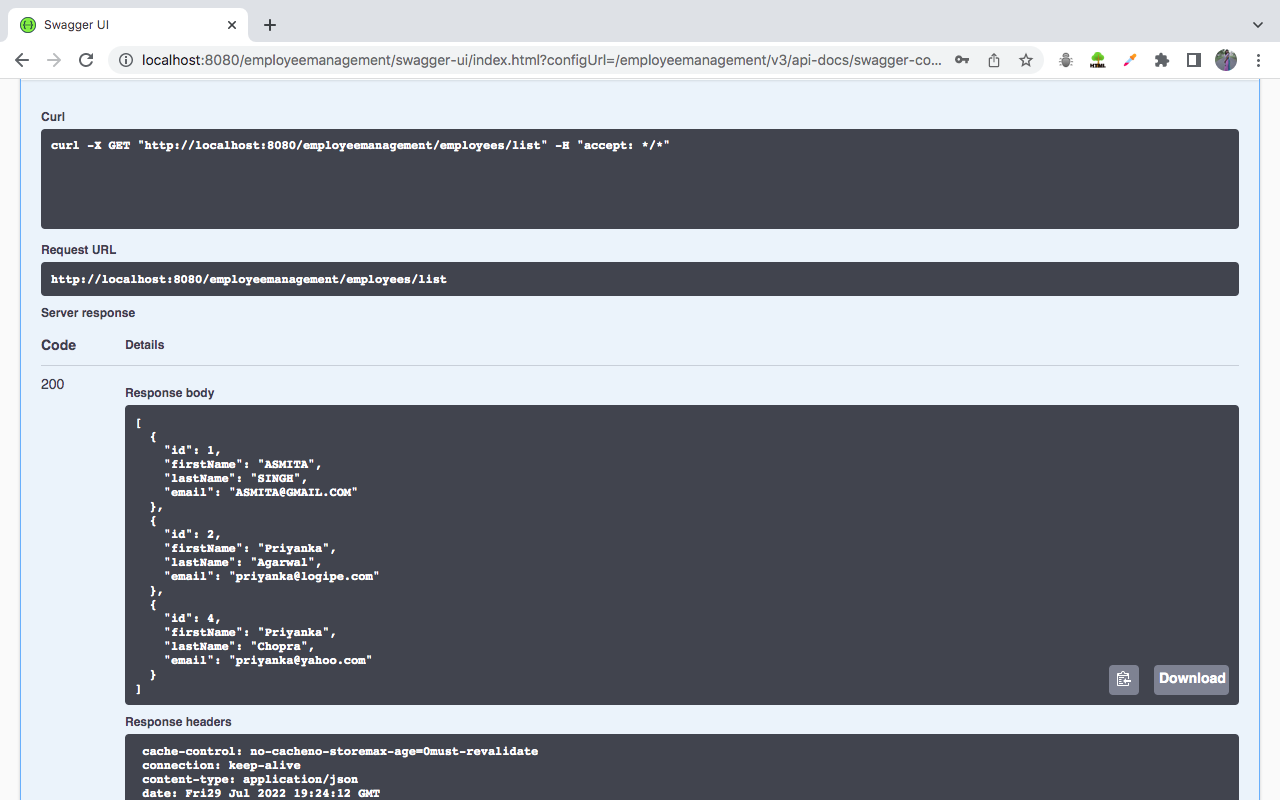 Swagger UI
localhost:8080/employeemanagement/swagger-ui/index.html?configUrl=/employeemanagement/v3/api-docs/swagger-co...
HTML
Curl
curl -X GET "http://localhost:8080/employeemanagement/employees/list" -H "accept: */*"
Request URL
http://localhost:8080/employeemanagement/employees/list
Server response
Code Details
200
Response body
[
  {
    "id": 1,
    "firstName": "ASMITA",
    "lastName": "SINGH",
    "email": "ASMITA@GMAIL.COM"
  },
  {
    "id": 2,
    "firstName": "Priyanka",
    "lastName": "Agarwal",
    "email": "priyanka@logipe.com"
  },
  {
    "id": 4,
    "firstName": "Priyanka",
    "lastName": "Chopra",
    "email": "priyanka@yahoo.com"
  }
]
Download
Response headers
cache-control: no-cacheno-storemax-age=0must-revalidate
connection: keep-alive
content-type: application/json
date: Fri29 Jul 2022 19:24:12 GMT